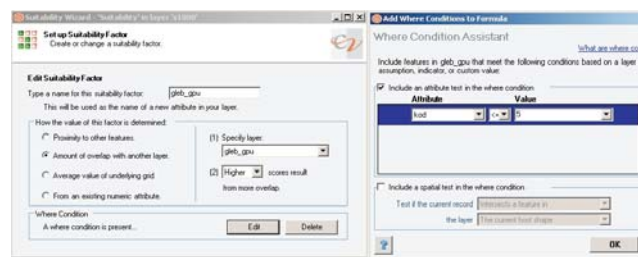 Suitability Wizard - "Suitability" in layer "s1000"
Set up Suitability Factor
Create or change a suitability factor.
Edit Suitability Factor
Type a name for this suitability factor: gleb_gpu
This will be used as the name of a new attribute in your layer.
How the value of this factor is determined:
Proximity to other features.
Amount of overlap with another layer.
Average value of underlying grid
From an existing numeric attribute.
(1) Specify layer:
gleb_gpu
(2) Higher scores result
from more overlap.
Where Condition
A where condition is present...
Edit
Delete
Add Where Conditions to Formula
Where Condition Assistant
What are where co
Include features in gleb_gpu that meet the following conditions based on a layer
assumption, indicator, or custom value:
Include an attribute test in the where condition
Attribute Value
kod <= 5
Include a spatial test in the where condition
Test if the current record Intersects a feature in
the layer The current host shape
OK